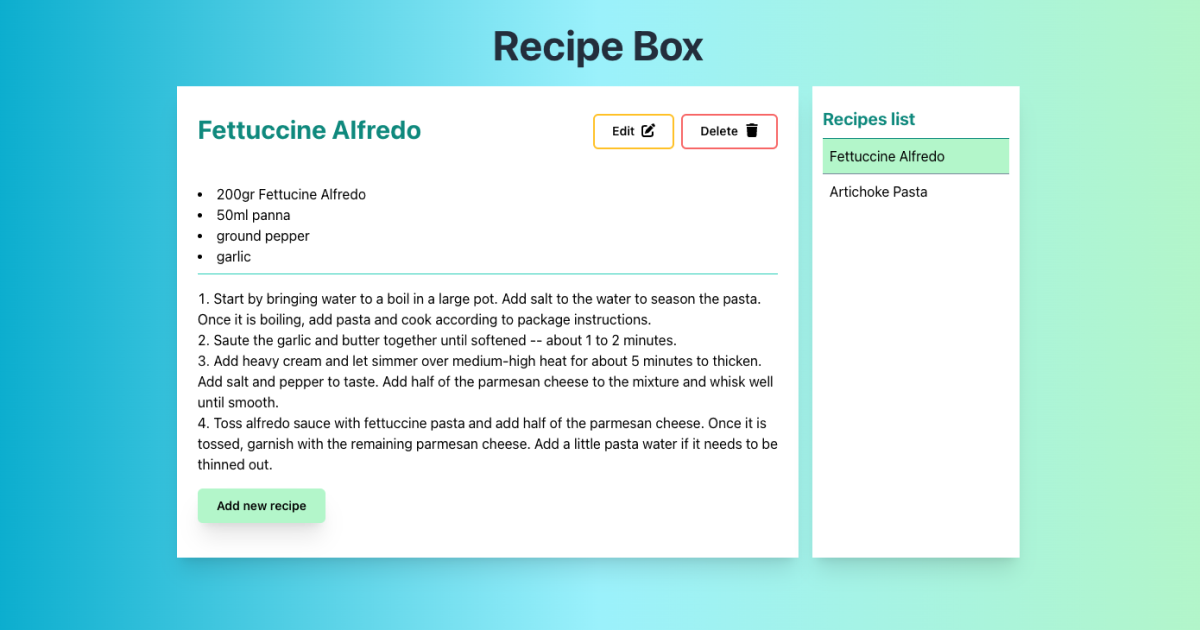 Recipe Box
Fettuccine Alfredo
Edit
Delete
• 200gr Fettucine Alfredo
• 50ml panna
• ground pepper
• garlic
1. Start by bringing water to a boil in a large pot. Add salt to the water to season the pasta.
Once it is boiling, add pasta and cook according to package instructions.
2. Saute the garlic and butter together until softened -- about 1 to 2 minutes.
3. Add heavy cream and let simmer over medium-high heat for about 5 minutes to thicken.
Add salt and pepper to taste. Add half of the parmesan cheese to the mixture and whisk well
until smooth.
4. Toss alfredo sauce with fettuccine pasta and add half of the parmesan cheese. Once it is
tossed, garnish with the remaining parmesan cheese. Add a little pasta water if it needs to be
thinned out.
Add new recipe
Recipes list
Fettuccine Alfredo
Artichoke Pasta